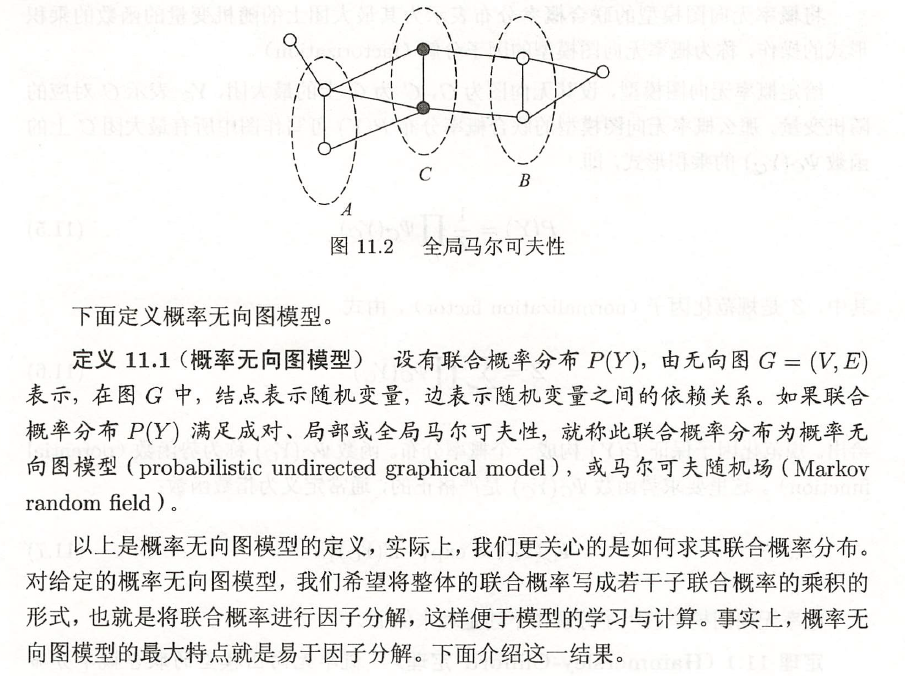 C
B
A
图 11.2 全局马尔可夫性
下面定义概率无向图模型。
定义 11.1（概率无向图模型） 设有联合概率分布 P(Y)，由无向图 G = (V, E)
表示，在图 G 中，结点表示随机变量，边表示随机变量之间的依赖关系。如果联合
概率分布 P(Y) 满足成对、局部或全局马尔可夫性，就称此联合概率分布为概率无
向图模型（probabilistic undirected graphical model），或马尔可夫随机场（Markov
random field）。
以上是概率无向图模型的定义，实际上，我们更关心的是如何求其联合概率分布。
对给定的概率无向图模型，我们希望将整体的联合概率写成若干子联合概率的乘积的
形式，也就是将联合概率进行因子分解，这样便于模型的学习与计算。事实上，概率无
向图模型的最大特点就是易于因子分解。下面介绍这一结果。